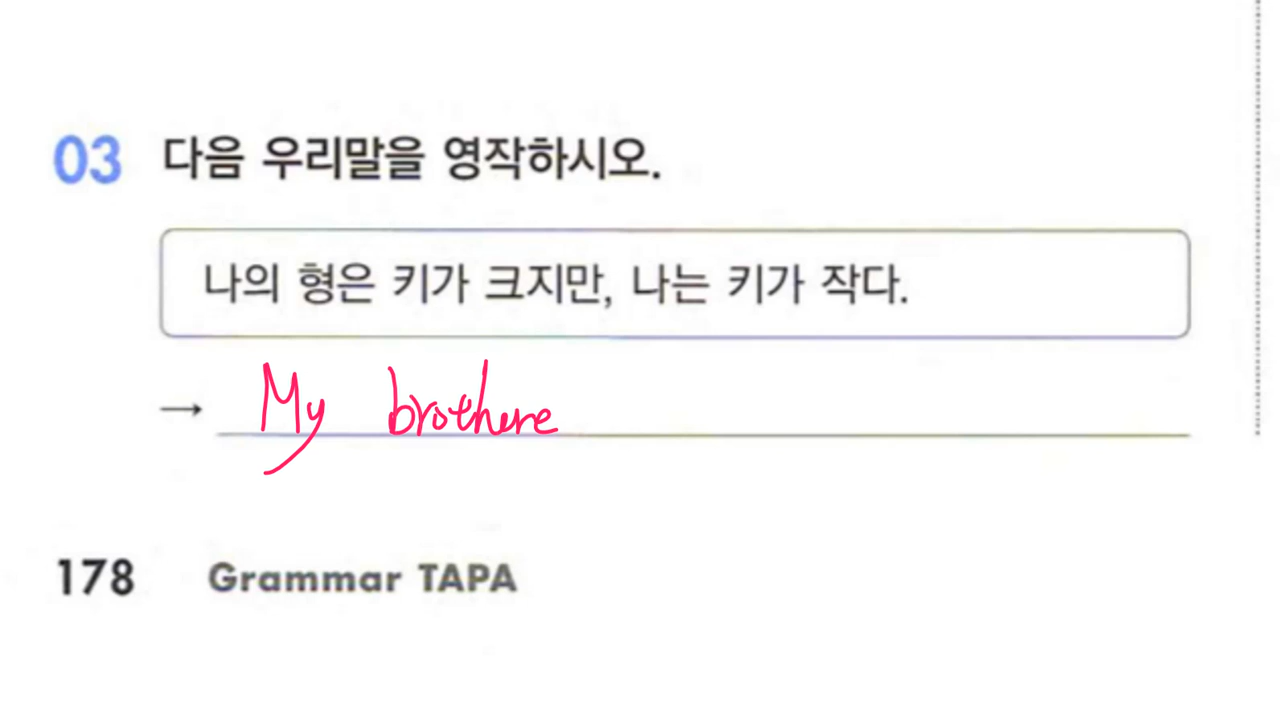 03 다음 우리말을 영작하시오.
나의 형은 키가 크지만, 나는 키가 작다.
→ My brothere
178 Grammar TAPA